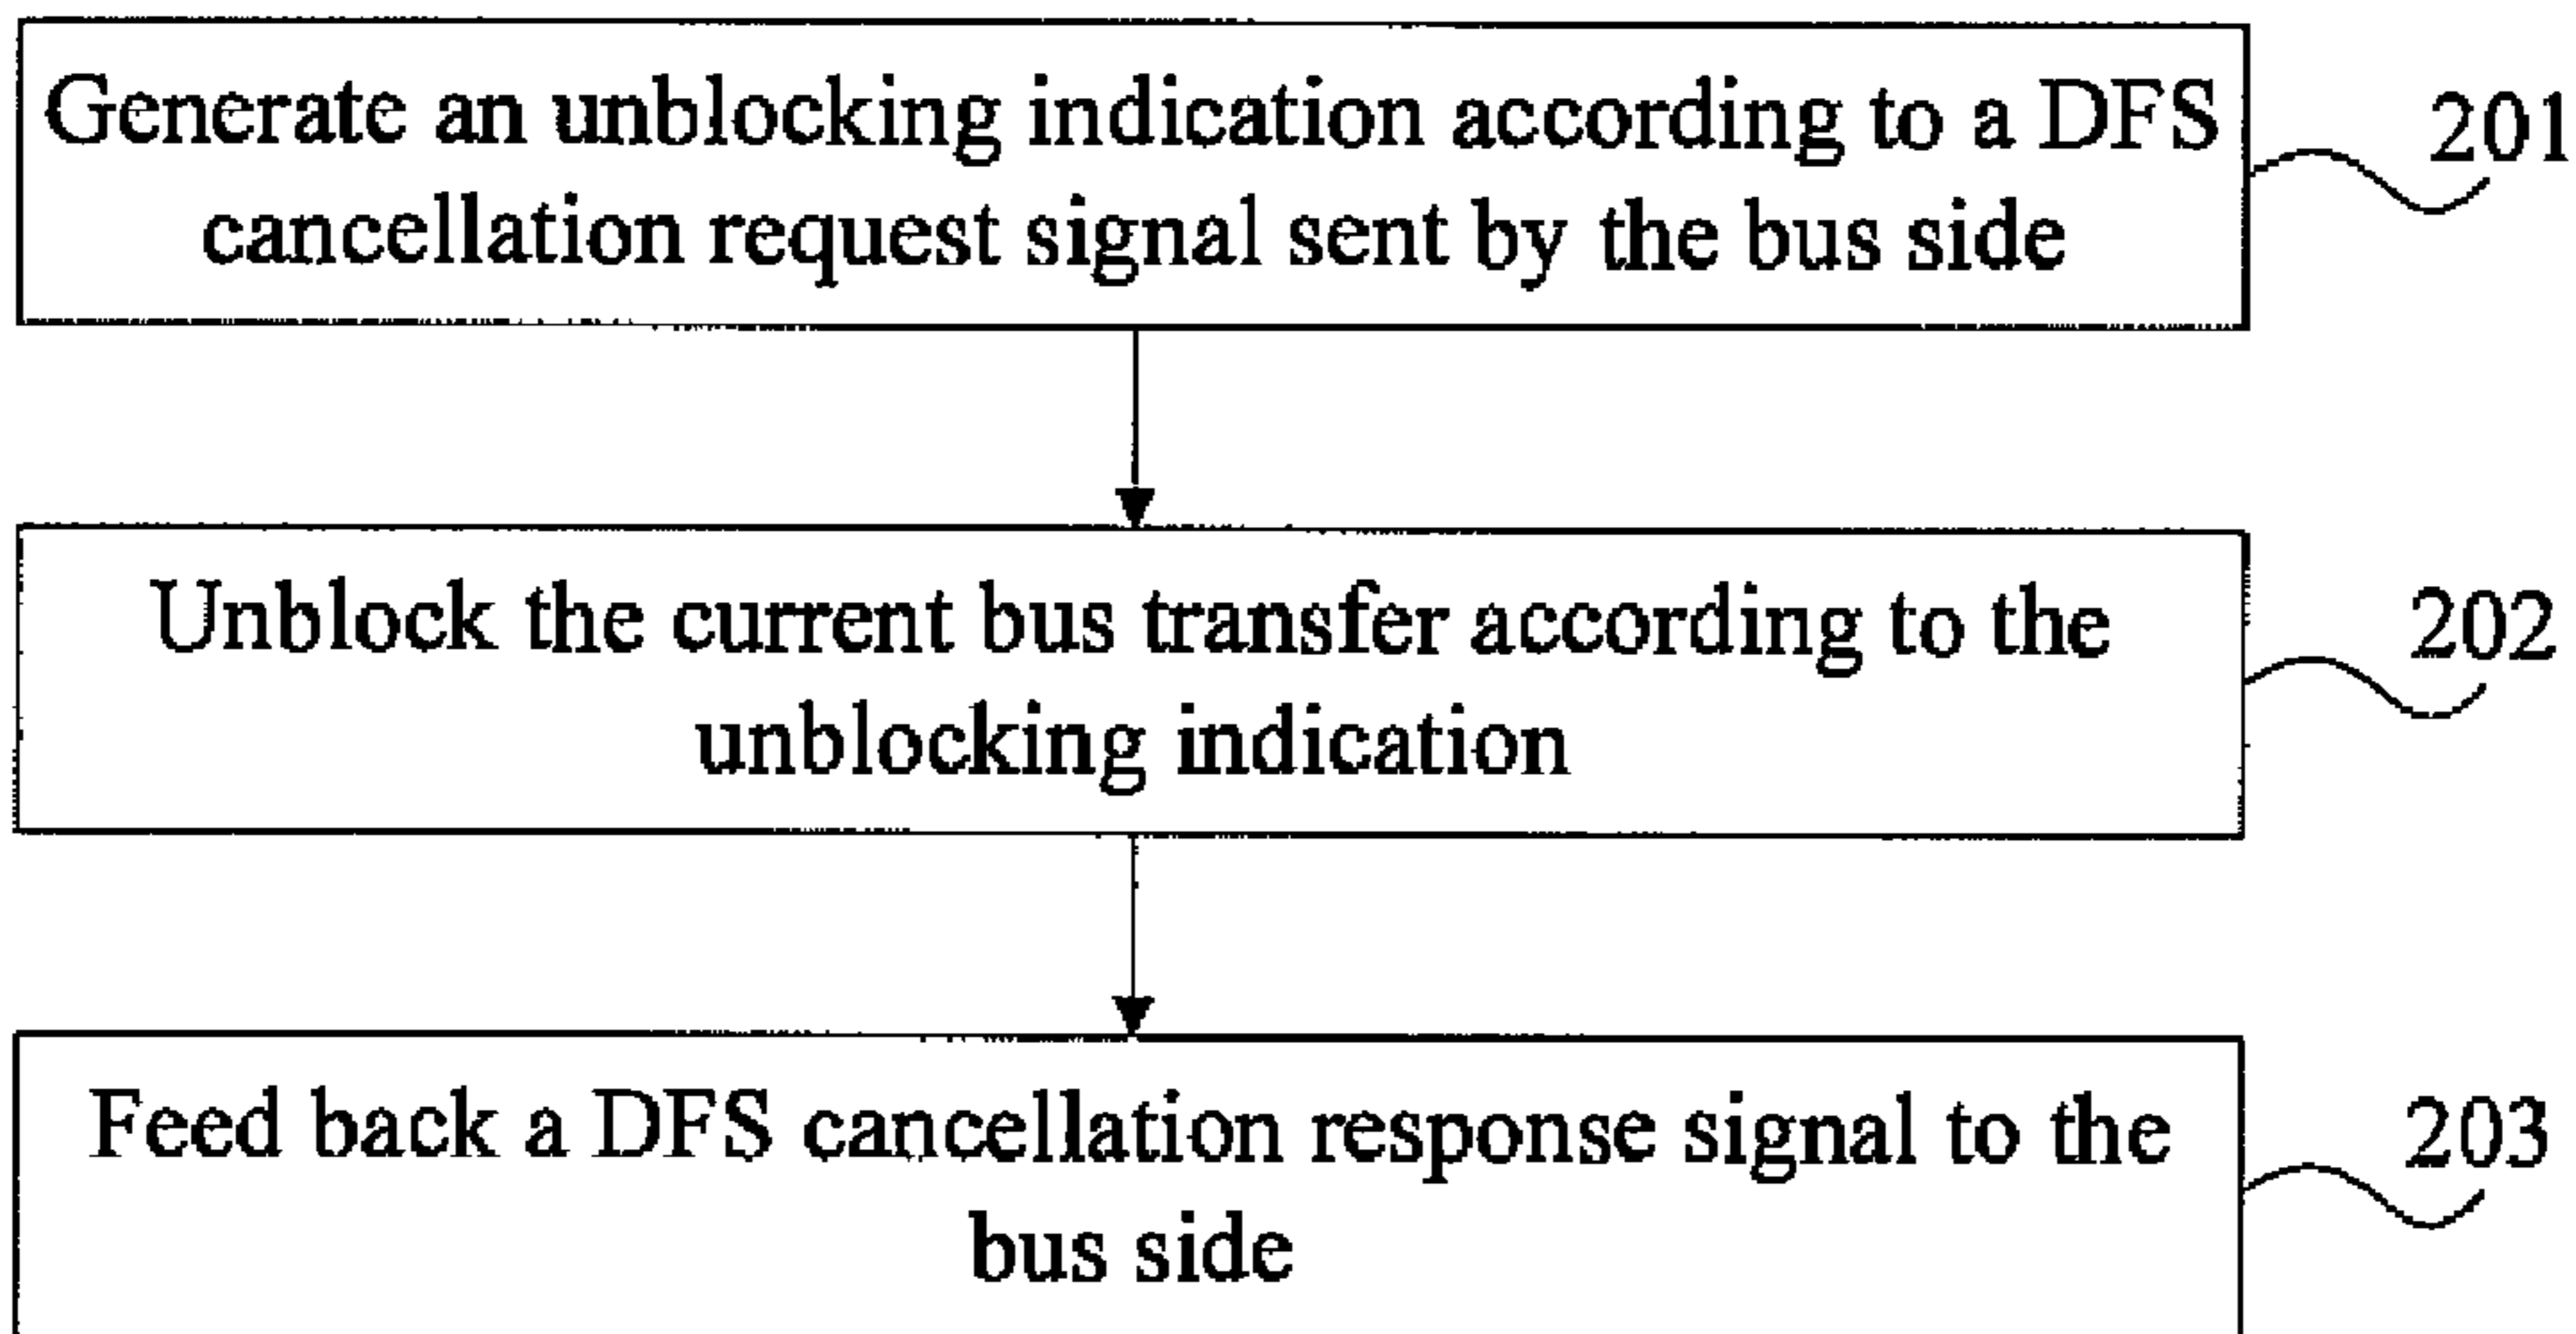 Generate an unblocking indication according to a DFS
cancellation request signal sent by the bus side
201
Unblock the current bus transfer according to the
unblocking indication
202
Feed back a DFS cancellation response signal to the
bus side
203